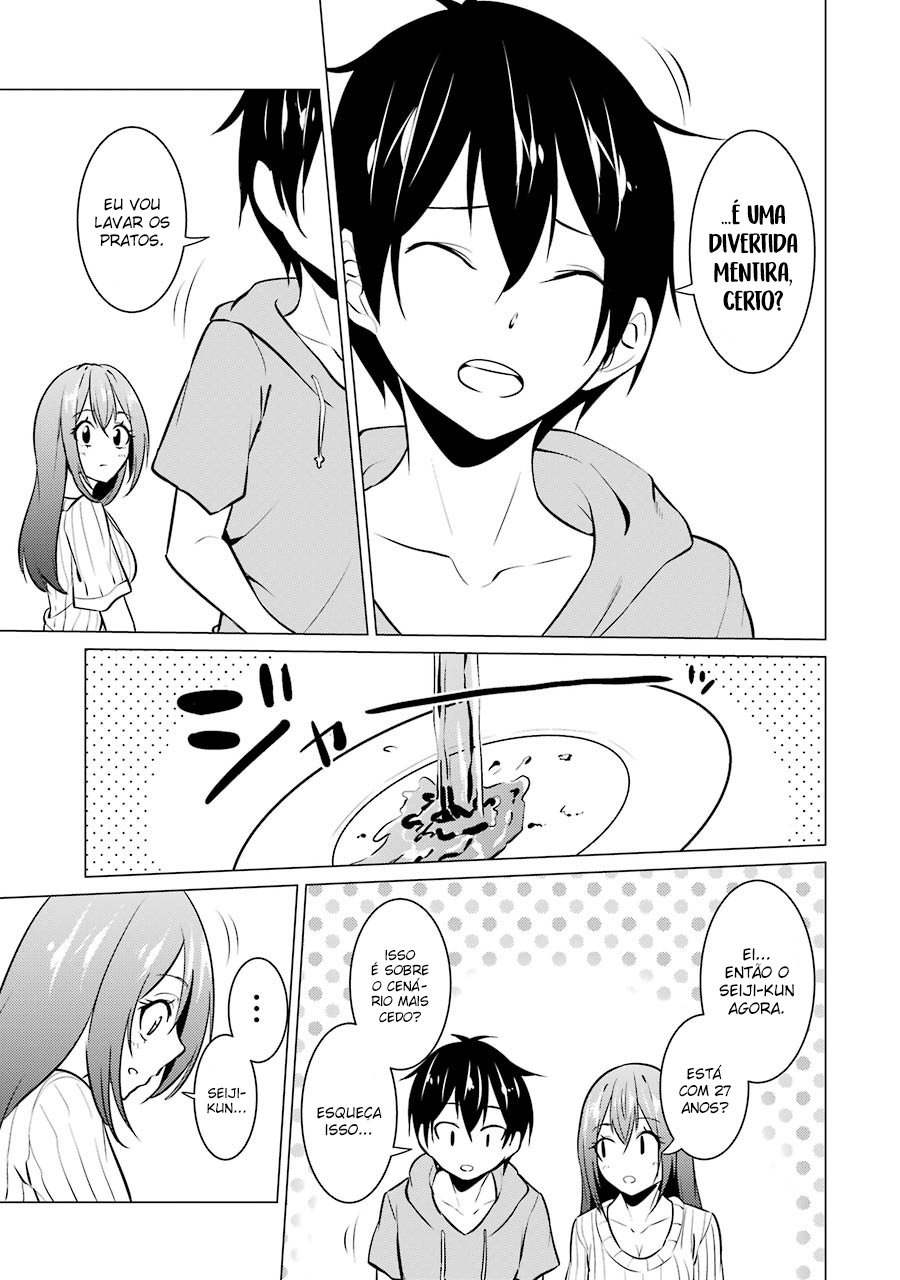 ...É UMA
DIVERTIDA
MENTIRA,
CERTO?
EU VOU
LAVAR OS
PRATOS.
ジャー
EI...
ENTÃO O
SEIJI-KUN
AGORA.
ESTÁ
COM 27
ANOS?
ISSO
É SOBRE
O CENÁ-
RIO MAIS
CEDO?
ESQUEÇA
ISSO...
...
SEIJI-
KUN...